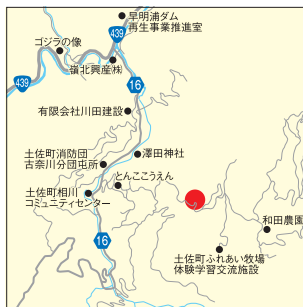 早明浦ダム
再生事業推進室
439
ゴジラの像
嶺北興産㈱
439
16
有限会社川田建設
土佐町消防団
古奈川分団屯所
澤田神社
とんここうえん
土佐町相川
コミュニティセンター
和田農園
16
土佐町ふれあい牧場
体験学習交流施設